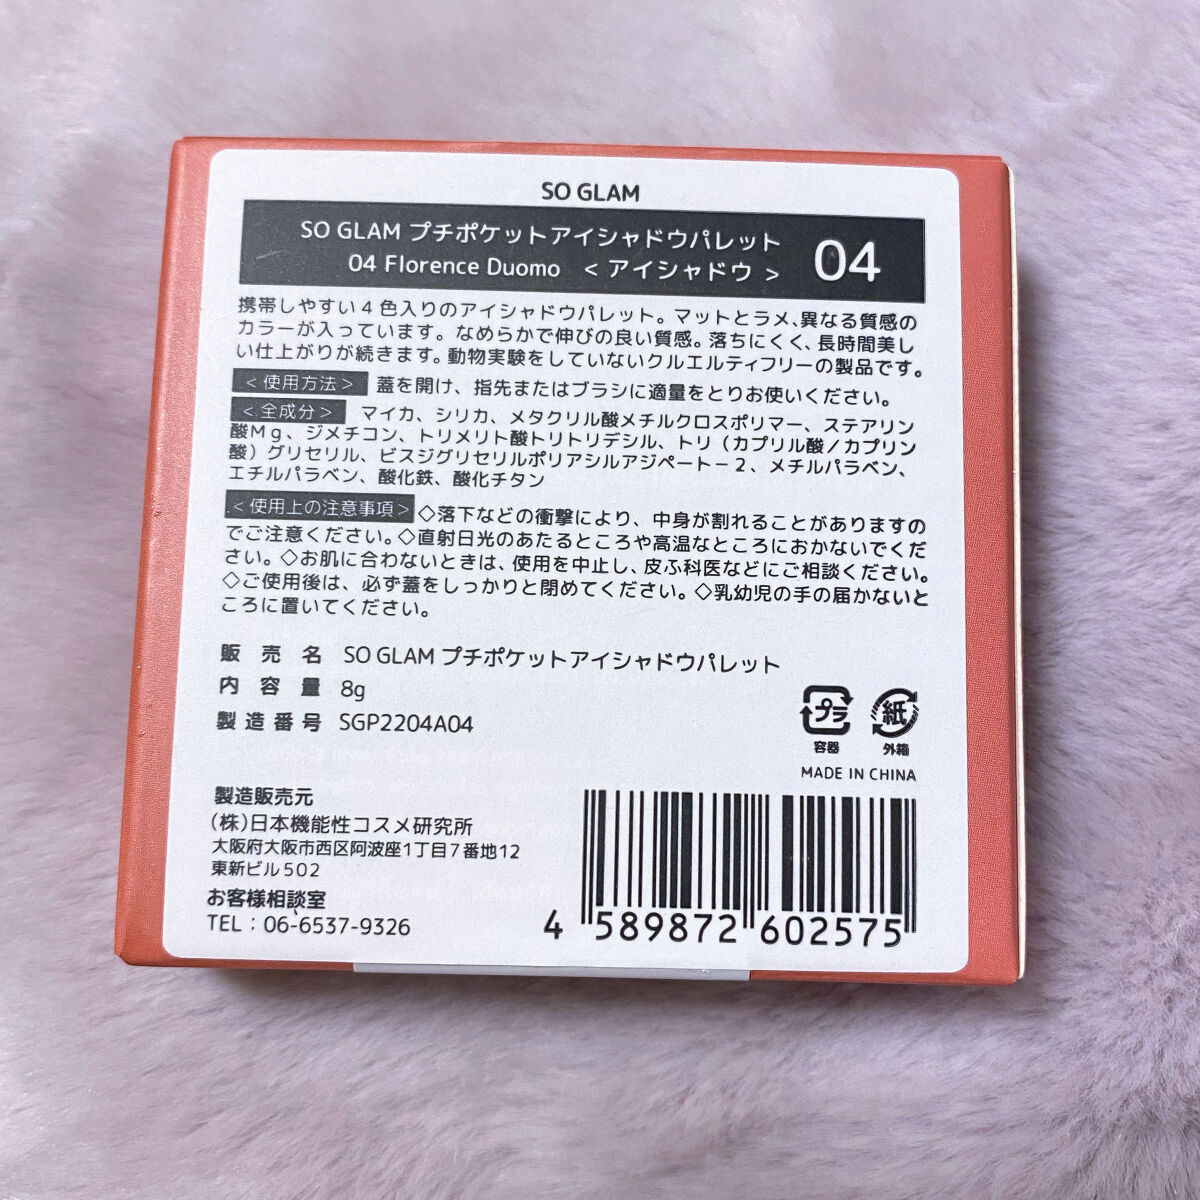 SO GLAM
SO GLAM プチポケットアイシャドウパレット
04 Florence Duomo ＜アイシャドウ＞
04
携帯しやすい4色入りのアイシャドウパレット。マットとラメ、異なる質感の
カラーが入っています。なめらかで伸びの良い質感。落ちにくく、長時間美し
い仕上がりが続きます。動物実験をしていないクルエルティフリーの製品です。
＜使用方法＞ 蓋を開け、指先またはブラシに適量をとりお使いください。
＜全成分＞ マイカ、シリカ、メタクリル酸メチルクロスポリマー、ステアリン
酸Mg、ジメチコン、トリメリト酸トリトリデシル、トリ（カプリル酸／カプリン
酸）グリセリル、ビスジグリセリルポリアシルアジペート－2、メチルパラベン、
エチルパラベン、酸化鉄、酸化チタン
＜使用上の注意事項＞ ◇落下などの衝撃により、中身が割れることがありますの
でご注意ください。◇直射日光のあたるところや高温なところにおかないでくだ
さい。◇お肌に合わないときは、使用を中止し、皮ふ科医などにご相談ください。
◇ご使用後は、必ず蓋をしっかりと閉めてください。◇乳幼児の手の届かないと
ころに置いてください。
販売名 SO GLAM プチポケットアイシャドウパレット
内容量 8g
製造番号 SGP2204A04
プラ
容器
紙
外箱
MADE IN CHINA
製造販売元
(株)日本機能性コスメ研究所
大阪府大阪市西区阿波座1丁目7番地12
東新ビル502
お客様相談室
TEL：06-6537-9326
4 589872 602575